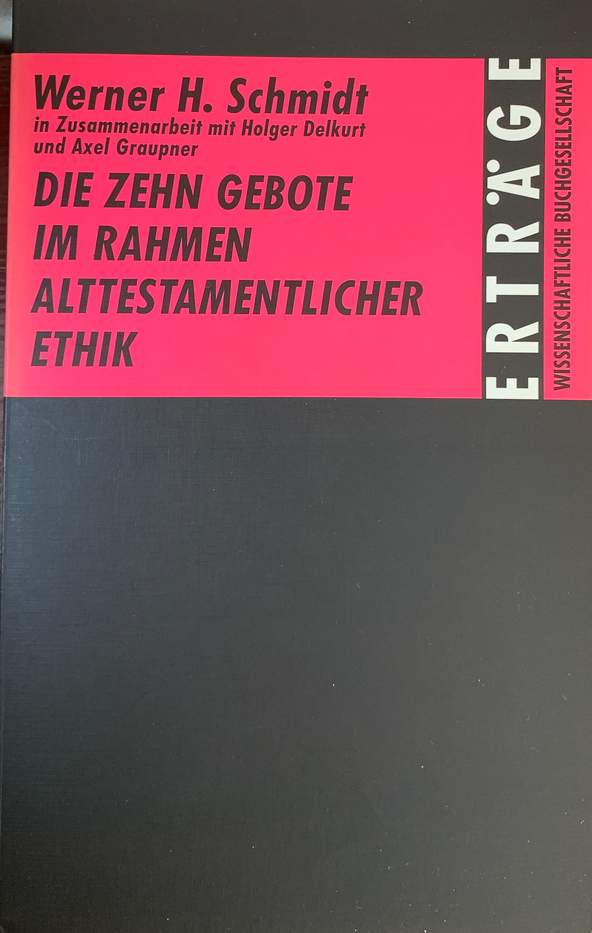 Werner H. Schmidt
in Zusammenarbeit mit Holger Delkurt
und Axel Graupner
DIE ZEHN GEBOTE
IM RAHMEN
ALTTESTAMENTLICHER
ETHIK
ERTRÄGE
WISSENSCHAFTLICHE BUCHGESELLSCHAFT